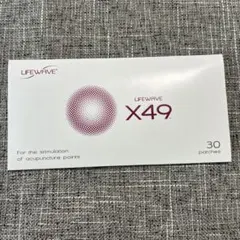 LIFEWAVE
LIFEWAVE
X49
For the stimulation
of acupuncture points
30
patches